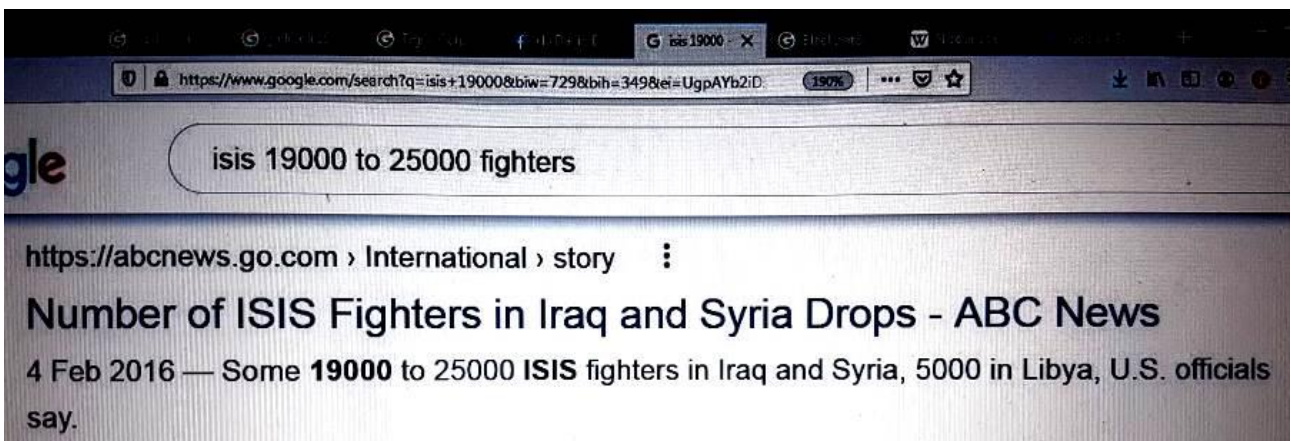 isis 19000 -
https://www.google.com/search?q=isis+19000&biw=729&bih=349&ei=UgpAYb2iD 190%
gle isis 19000 to 25000 fighters
https://abcnews.go.com › International › story
Number of ISIS Fighters in Iraq and Syria Drops - ABC News
4 Feb 2016 — Some 19000 to 25000 ISIS fighters in Iraq and Syria, 5000 in Libya, U.S. officials
say.